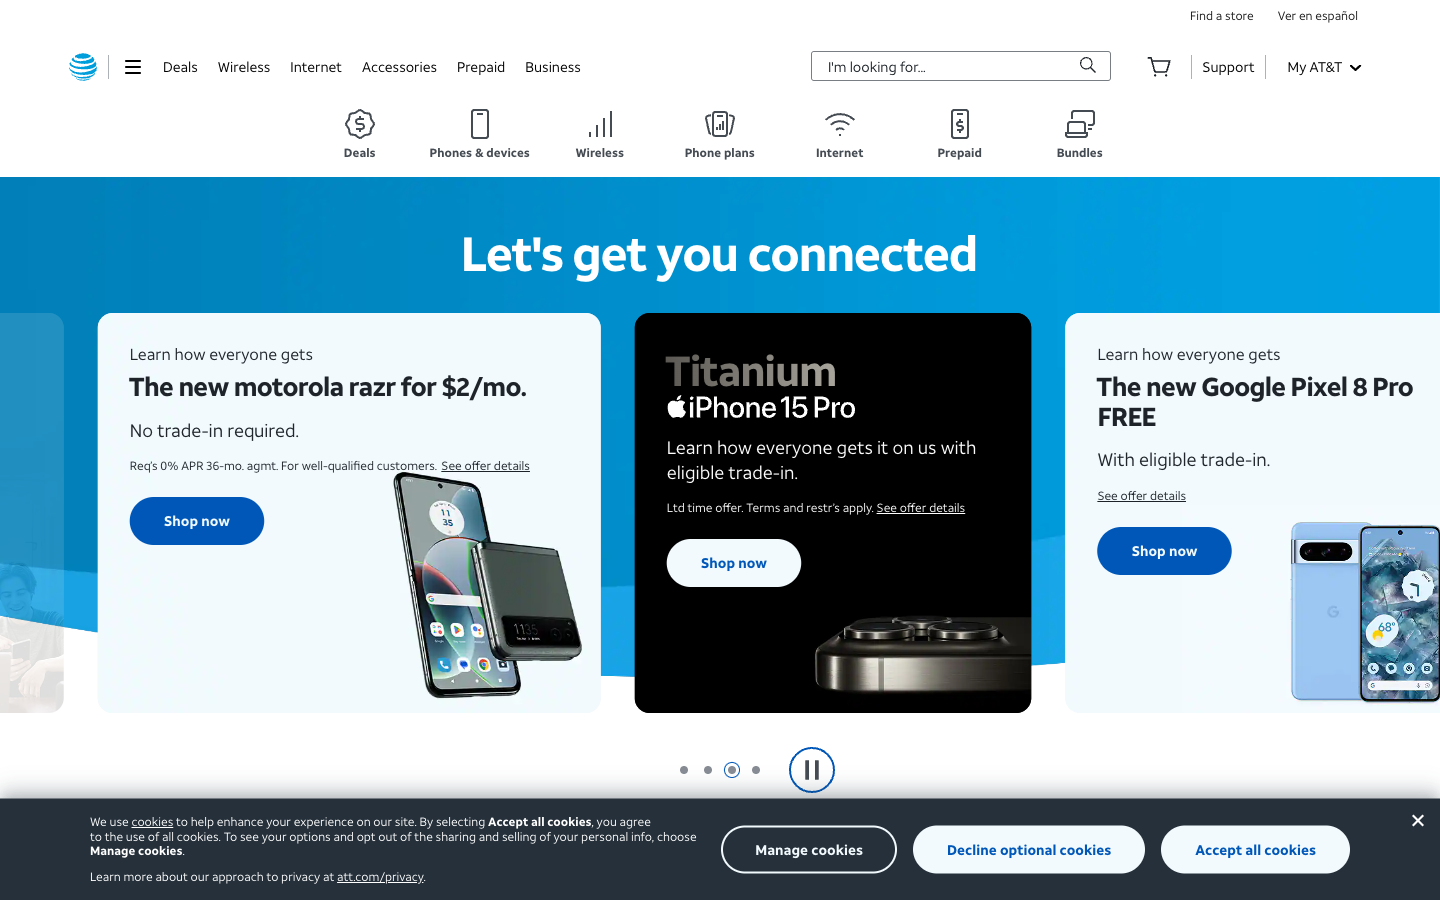 Find a store
Ver en español
Deals
Wireless
Internet
Accessories
Prepaid
Business
I'm looking for...
Support
My AT&T
Deals
Phones & devices
Wireless
Phone plans
Internet
Prepaid
Bundles
Let's get you connected
Learn how everyone gets
The new motorola razr for $2/mo.
No trade-in required.
Req's 0% APR 36-mo. agmt. For well-qualified customers. See offer details
Shop now
11
35
Titanium
iPhone 15 Pro
Learn how everyone gets it on us with
eligible trade-in.
Ltd time offer. Terms and restr's apply. See offer details
Shop now
Learn how everyone gets
The new Google Pixel 8 Pro
FREE
With eligible trade-in.
See offer details
Shop now
68°
We use cookies to help enhance your experience on our site. By selecting Accept all cookies, you agree
to the use of all cookies. To see your options and opt out of the sharing and selling of your personal info, choose
Manage cookies.
Learn more about our approach to privacy at att.com/privacy.
Manage cookies
Decline optional cookies
Accept all cookies